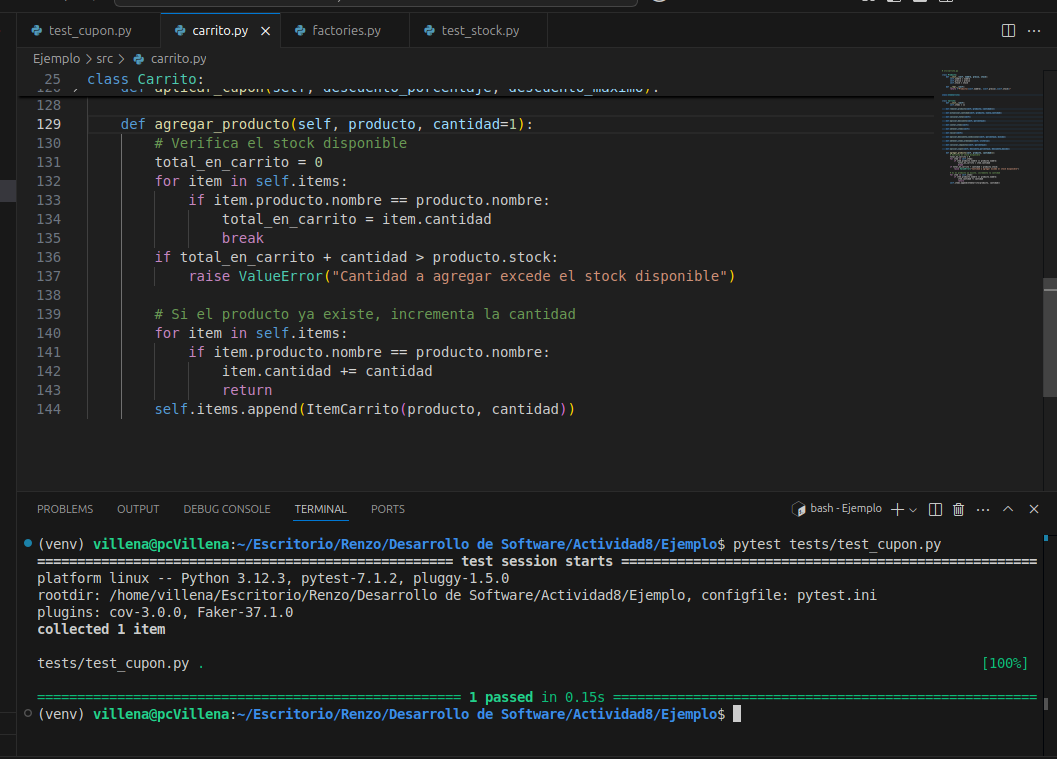 test_cupon.py carrito.py factories.py test_stock.py
Ejemplo > src > carrito.py
25 class Carrito:
126 def aplicar_cupon(self, descuento_porcentaje, descuento_maximo):
128
129 def agregar_producto(self, producto, cantidad=1):
130 # Verifica el stock disponible
131 total_en_carrito = 0
132 for item in self.items:
133 if item.producto.nombre == producto.nombre:
134 total_en_carrito = item.cantidad
135 break
136 if total_en_carrito + cantidad > producto.stock:
137 raise ValueError("Cantidad a agregar excede el stock disponible")
138
139 # Si el producto ya existe, incrementa la cantidad
140 for item in self.items:
141 if item.producto.nombre == producto.nombre:
142 item.cantidad += cantidad
143 return
144 self.items.append(ItemCarrito(producto, cantidad))
PROBLEMS OUTPUT DEBUG CONSOLE TERMINAL PORTS bash - Ejemplo
(venv) villena@pcVillena:~/Escritorio/Renzo/Desarrollo de Software/Actividad8/Ejemplo$ pytest tests/test_cupon.py
==================================================== test session starts ====================================================
platform linux -- Python 3.12.3, pytest-7.1.2, pluggy-1.5.0
rootdir: /home/villena/Escritorio/Renzo/Desarrollo de Software/Actividad8/Ejemplo, configfile: pytest.ini
plugins: cov-3.0.0, Faker-37.1.0
collected 1 item
tests/test_cupon.py . [100%]
===================================================== 1 passed in 0.15s =====================================================
(venv) villena@pcVillena:~/Escritorio/Renzo/Desarrollo de Software/Actividad8/Ejemplo$